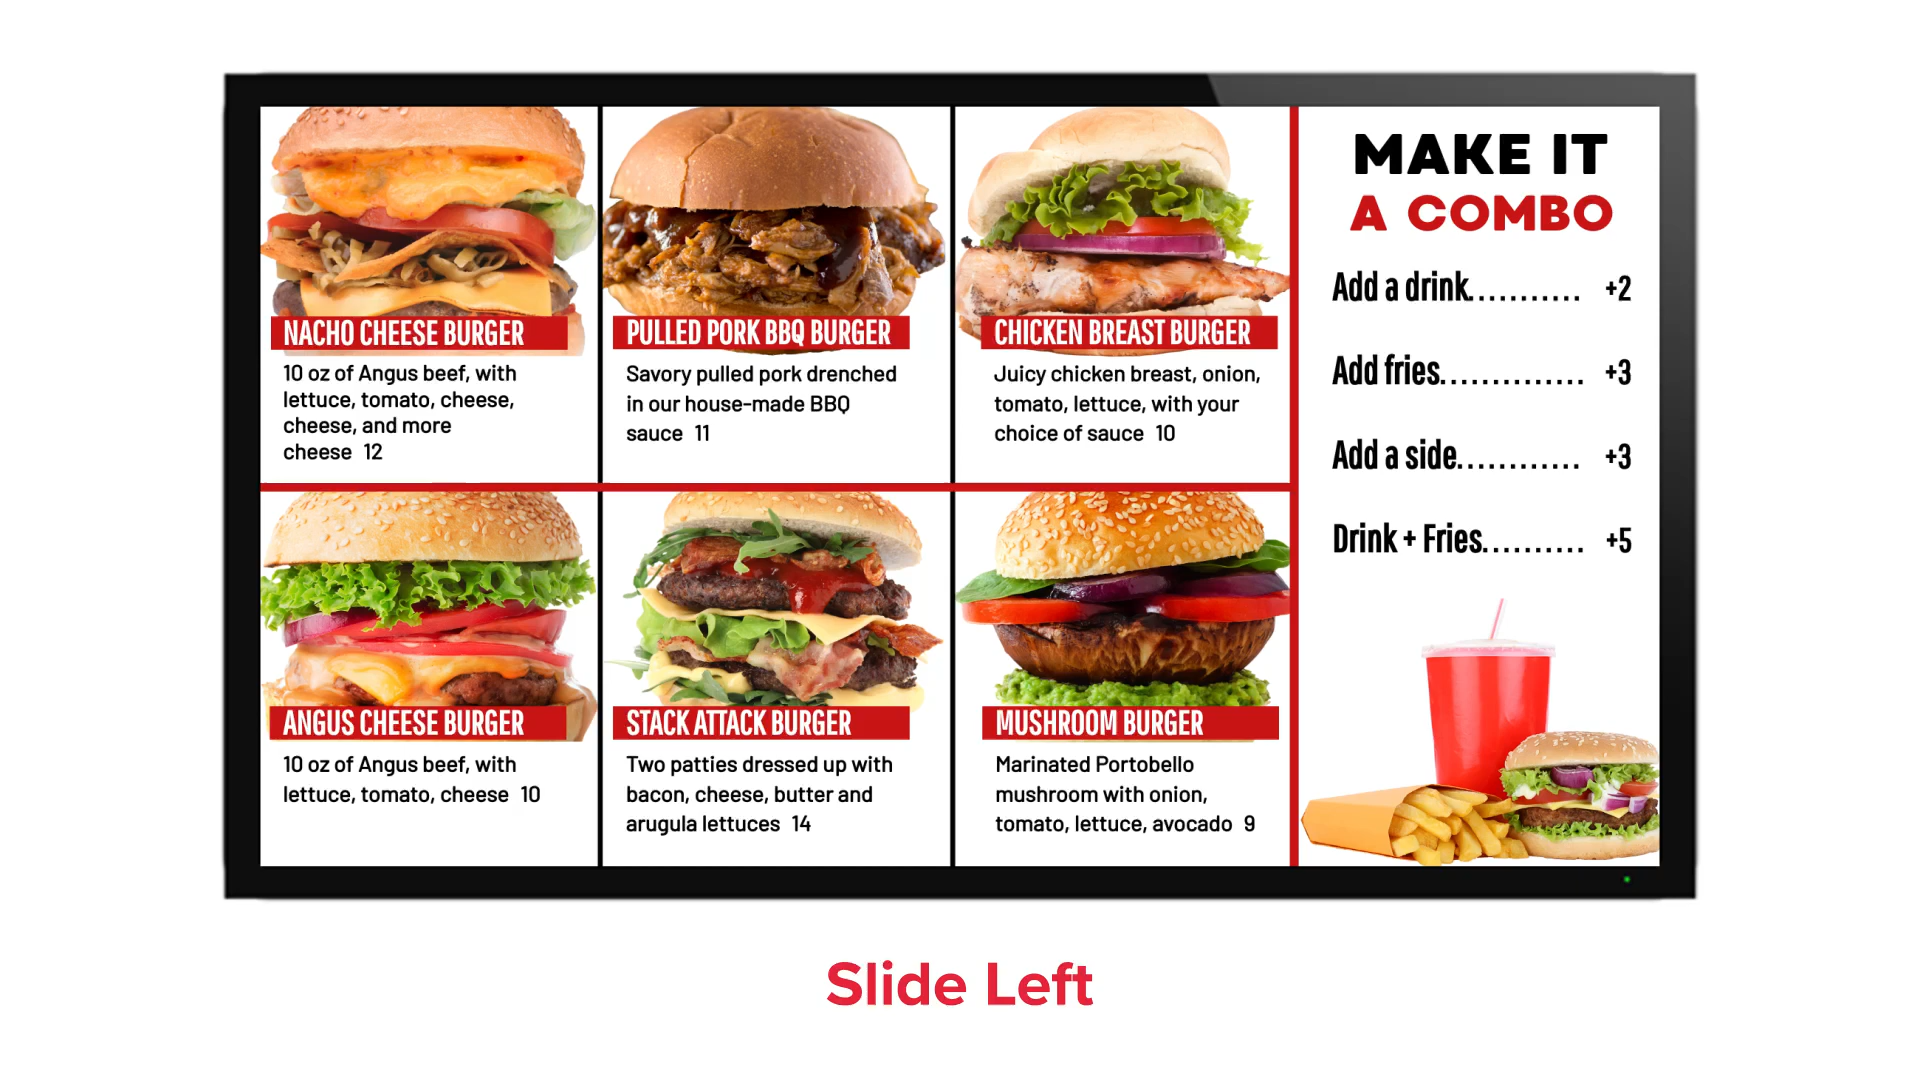 NACHO CHEESE BURGER
10 oz of Angus beef, with
lettuce, tomato, cheese,
cheese, and more
cheese 12
PULLED PORK BBQ BURGER
Savory pulled pork drenched
in our house-made BBQ
sauce 11
CHICKEN BREAST BURGER
Juicy chicken breast, onion,
tomato, lettuce, with your
choice of sauce 10
ANGUS CHEESE BURGER
10 oz of Angus beef, with
lettuce, tomato, cheese 10
STACK ATTACK BURGER
Two patties dressed up with
bacon, cheese, butter and
arugula lettuces 14
MUSHROOM BURGER
Marinated Portobello
mushroom with onion,
tomato, lettuce, avocado 9
MAKE IT
A COMBO
Add a drink........... +2
Add fries.............. +3
Add a side............ +3
Drink + Fries.......... +5
Slide Left